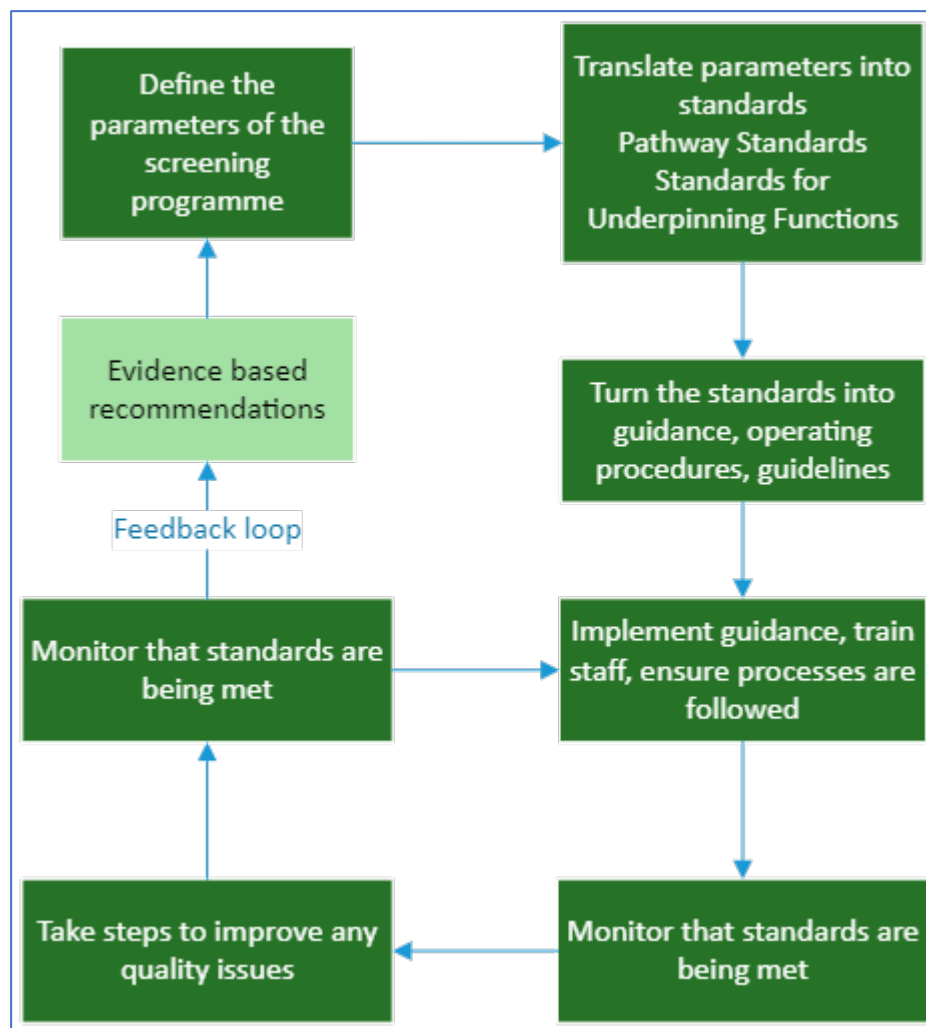 Define the
parameters of the
screening
programme
Translate parameters into
standards
Pathway Standards
Standards for
Underpinning Functions
Evidence based
recommendations
Turn the standards into
guidance, operating
procedures, guidelines
Feedback loop
Monitor that standards are
being met
Implement guidance, train
staff, ensure processes are
followed
Take steps to improve any
quality issues
Monitor that standards are
being met